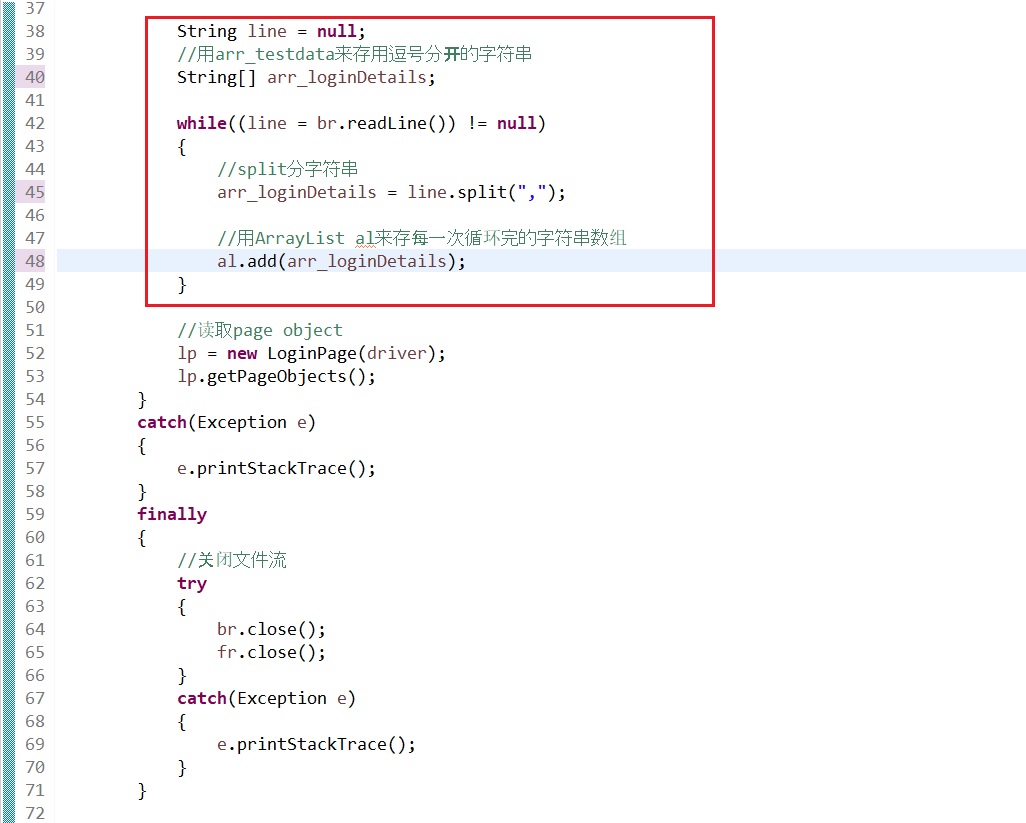 37
38 String line = null;
39 //用arr_testdata来存用逗号分开的字符串
40 String[] arr_loginDetails;
41
42 while((line = br.readLine()) != null)
43 {
44 //split分字符串
45 arr_loginDetails = line.split(",");
46
47 //用ArrayList al来存每一次循环完的字符串数组
48 al.add(arr_loginDetails);
49 }
50
51 //读取page object
52 lp = new LoginPage(driver);
53 lp.getPageObjects();
54 }
55 catch(Exception e)
56 {
57 e.printStackTrace();
58 }
59 finally
60 {
61 //关闭文件流
62 try
63 {
64 br.close();
65 fr.close();
66 }
67 catch(Exception e)
68 {
69 e.printStackTrace();
70 }
71 }
72